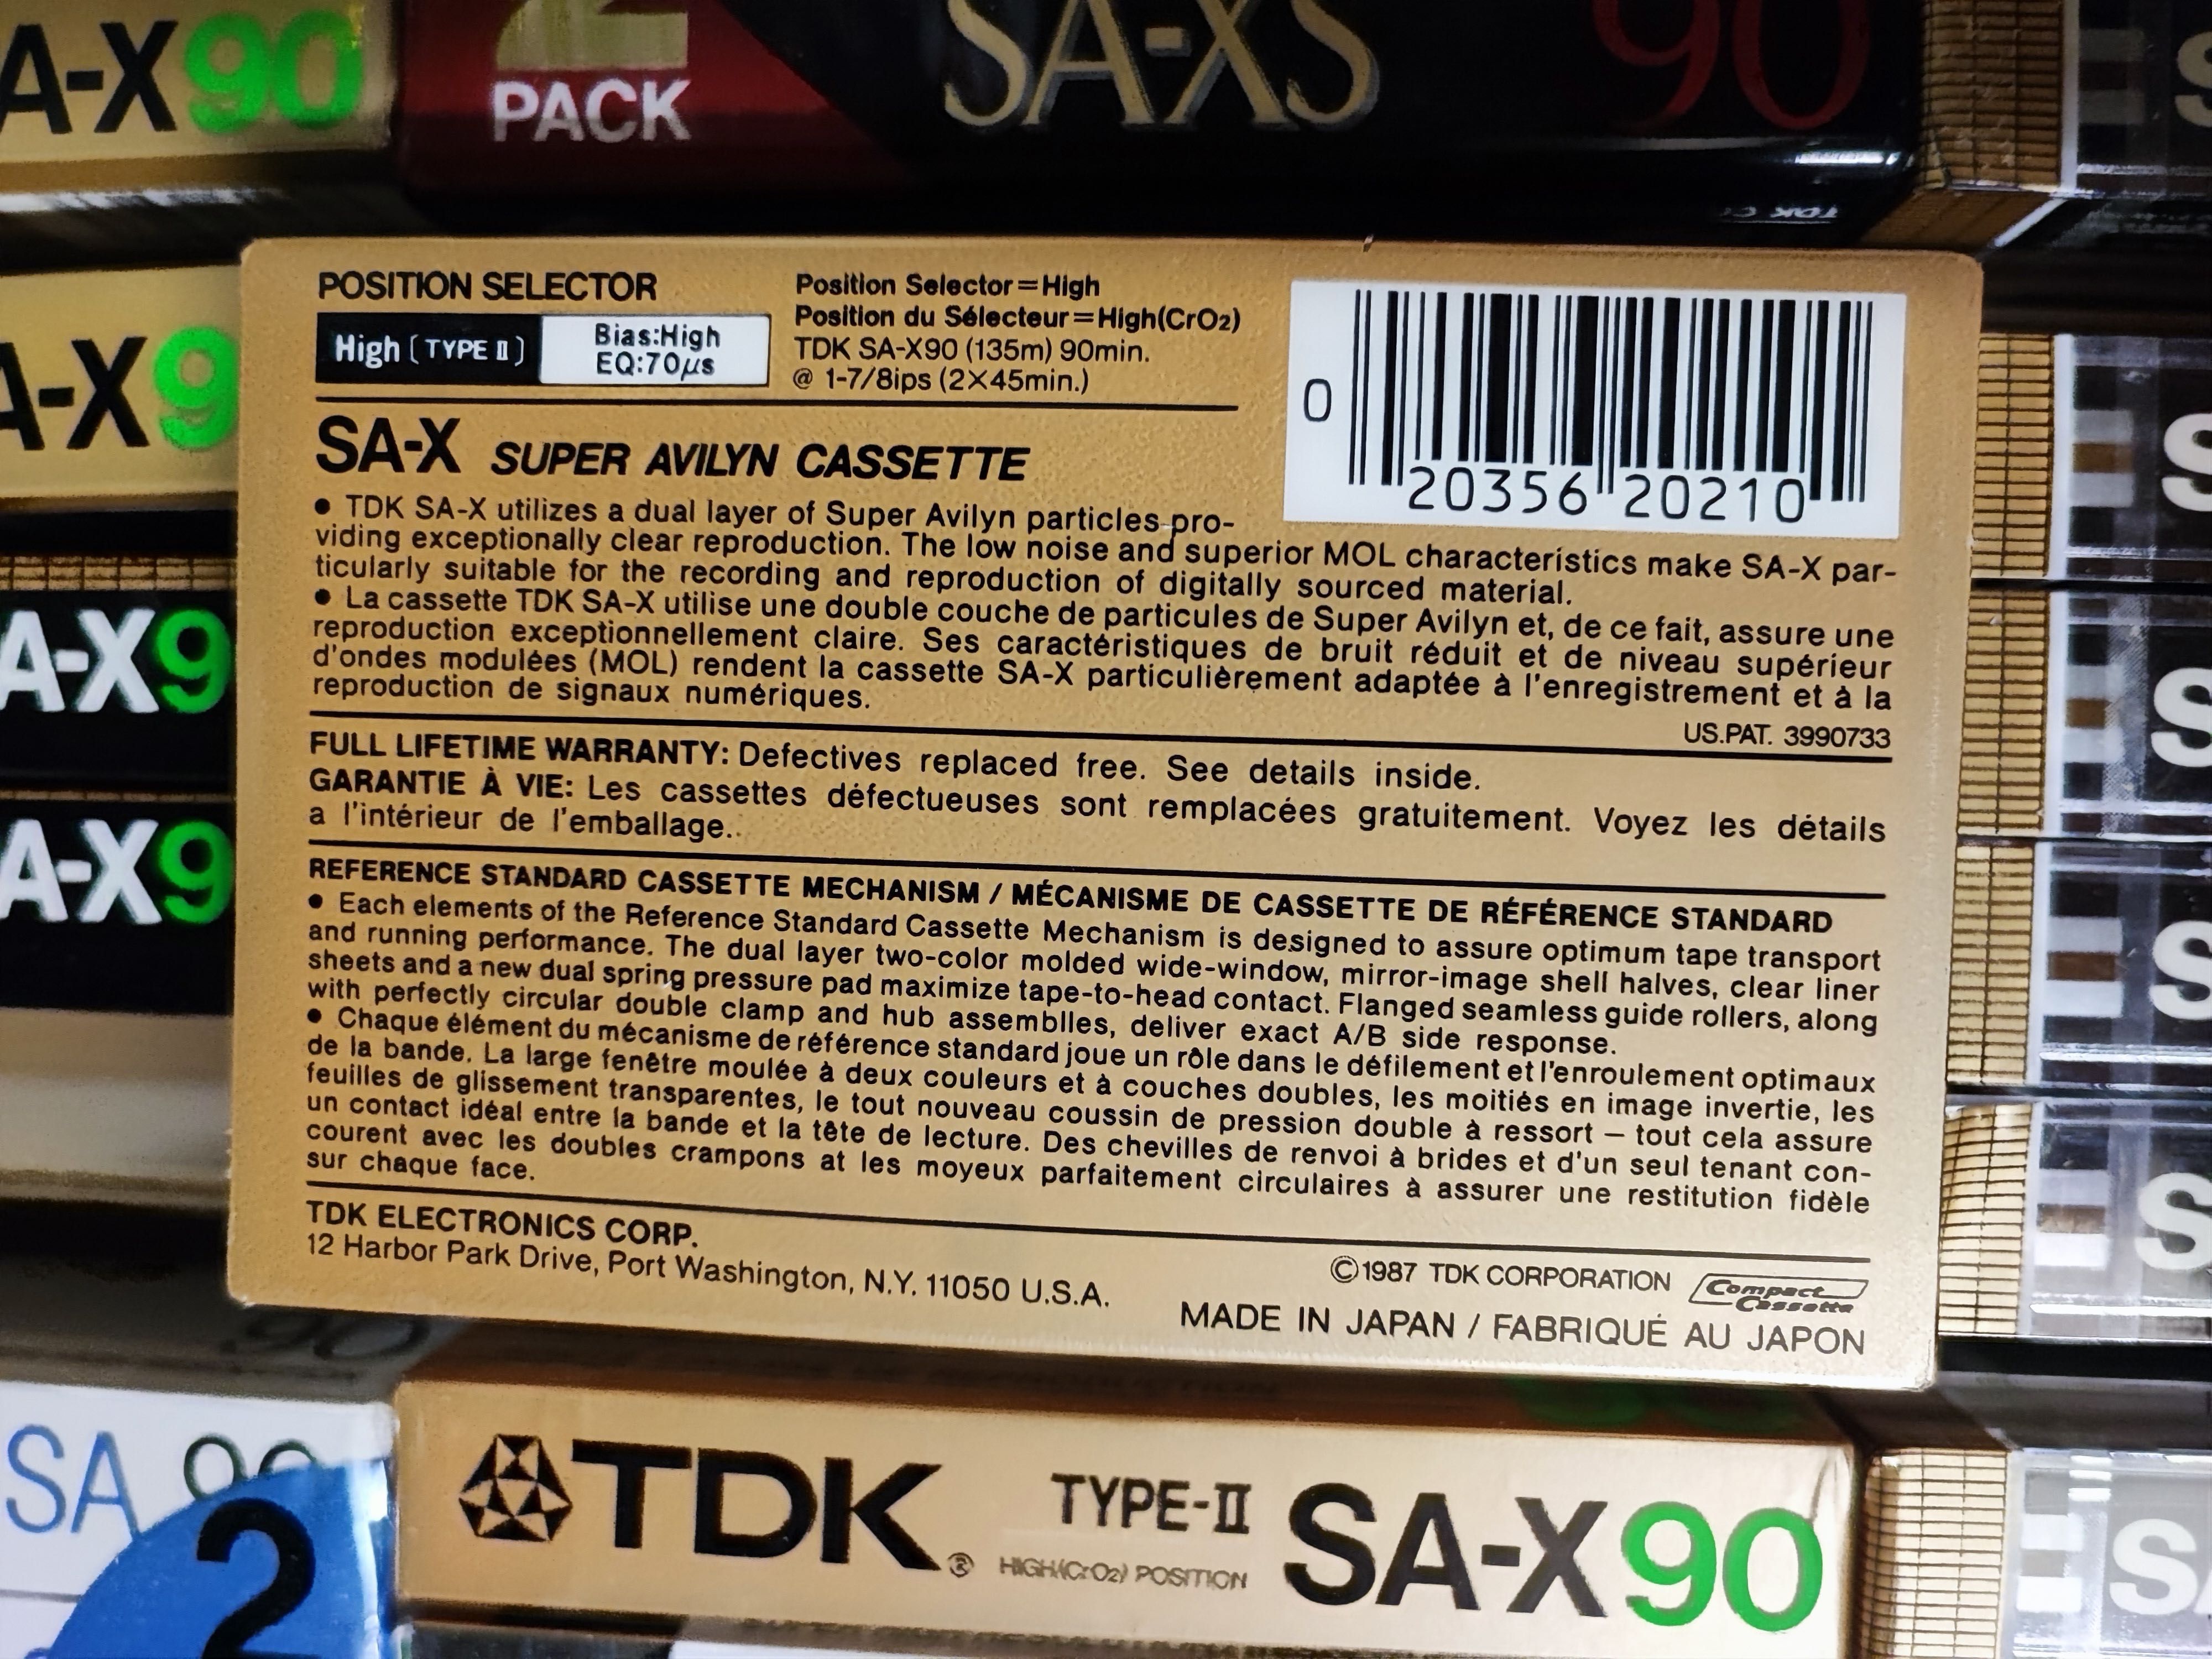 A-X90
2
PACK
SA-XS 90
A-X9
A-X9
A-X9
POSITION SELECTOR
High (TYPE II)
Bias:High
EQ:70μs
Position Selector=High
Position du Sélecteur=High(CrO2)
TDK SA-X90 (135m) 90min.
@ 1-7/8ips (2×45min.)
0 20356 20210
SA-X SUPER AVILYN CASSETTE
● TDK SA-X utilizes a dual layer of Super Avilyn particles pro-
viding exceptionally clear reproduction. The low noise and superior MOL characteristics make SA-X par-
ticularly suitable for the recording and reproduction of digitally sourced material.
● La cassette TDK SA-X utilise une double couche de particules de Super Avilyn et, de ce fait, assure une
reproduction exceptionnellement claire. Ses caractéristiques de bruit réduit et de niveau supérieur
d'ondes modulées (MOL) rendent la cassette SA-X particulièrement adaptée à l'enregistrement et à la
reproduction de signaux numériques.
US.PAT. 3990733
FULL LIFETIME WARRANTY: Defectives replaced free. See details inside.
GARANTIE À VIE: Les cassettes défectueuses sont remplacées gratuitement. Voyez les détails
a l'intérieur de l'emballage..
REFERENCE STANDARD CASSETTE MECHANISM / MÉCANISME DE CASSETTE DE RÉFÉRENCE STANDARD
● Each elements of the Reference Standard Cassette Mechanism is designed to assure optimum tape transport
and running performance. The dual layer two-color molded wide-window, mirror-image shell halves, clear liner
sheets and a new dual spring pressure pad maximize tape-to-head contact. Flanged seamless guide rollers, along
with perfectly circular double clamp and hub assemblles, deliver exact A/B side response.
● Chaque élément du mécanisme de référence standard joue un rôle dans le défilement et l'enroulement optimaux
de la bande. La large fenêtre moulée à deux couleurs et à couches doubles, les moitiés en image invertie, les
feuilles de glissement transparentes, le tout nouveau coussin de pression double à ressort — tout cela assure
un contact idéal entre la bande et la tête de lecture. Des chevilles de renvoi à brides et d'un seul tenant con-
courent avec les doubles crampons at les moyeux parfaitement circulaires à assurer une restitution fidèle
sur chaque face.
TDK ELECTRONICS CORP.
12 Harbor Park Drive, Port Washington, N.Y. 11050 U.S.A.
©1987 TDK CORPORATION Compact Cassette
MADE IN JAPAN / FABRIQUÉ AU JAPON
SA 90
2
TDK® TYPE-II SA-X90
HIGH(CrO2) POSITION